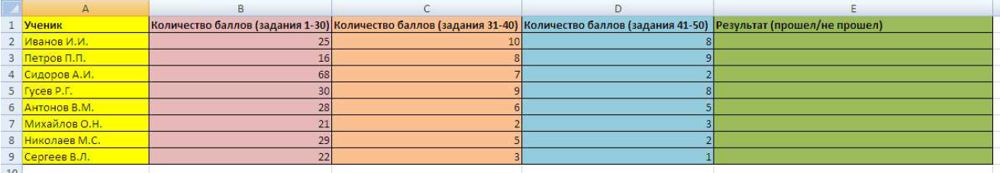 A B C D E
1 Ученик Количество баллов (задания 1-30) Количество баллов (задания 31-40) Количество баллов (задания 41-50) Результат (прошел/не прошел)
2 Иванов И.И. 25 10 8
3 Петров П.П. 16 8 9
4 Сидоров А.И. 68 7 2
5 Гусев Р.Г. 30 9 8
6 Антонов В.М. 28 6 5
7 Михайлов О.Н. 21 2 3
8 Николаев М.С. 29 5 2
9 Сергеев В.Л. 22 3 1
10